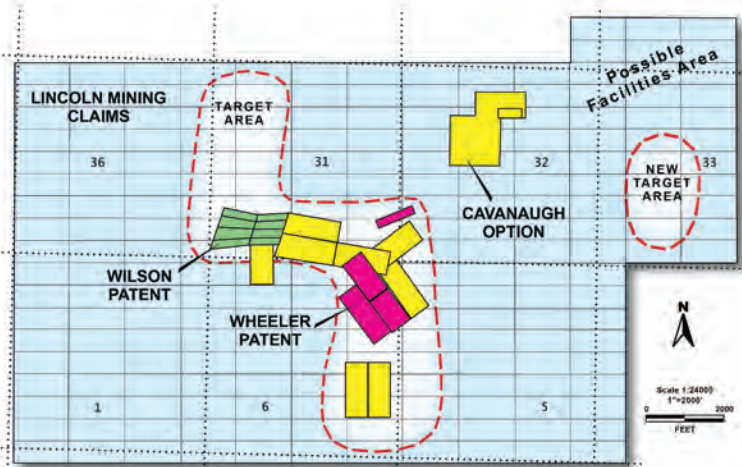 Possible
Facilities Area
LINCOLN MINING
CLAIMS
TARGET
AREA
36
31
32
33
NEW
TARGET
AREA
CAVANAUGH
OPTION
WILSON
PATENT
WHEELER
PATENT
N
Scale 1:24000
1"=2000'
0 2000
FEET
1
6
5